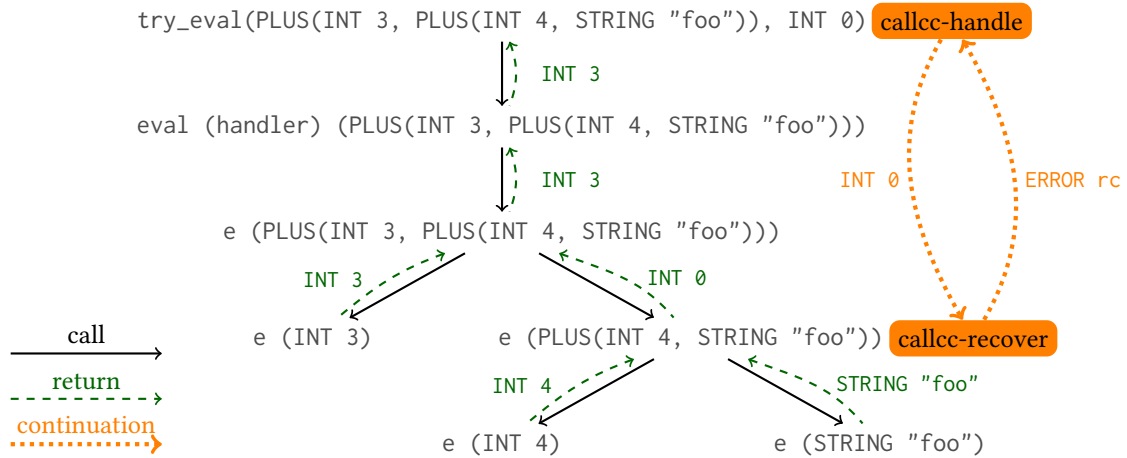 try_eval(PLUS(INT 3, PLUS(INT 4, STRING "foo")), INT 0) callcc-handle
INT 3
eval (handler) (PLUS(INT 3, PLUS(INT 4, STRING "foo")))
INT 3
INT 0
ERROR rc
e (PLUS(INT 3, PLUS(INT 4, STRING "foo")))
INT 3
INT 0
call
e (INT 3)
e (PLUS(INT 4, STRING "foo")) callcc-recover
return
INT 4
STRING "foo"
continuation
e (INT 4)
e (STRING "foo")